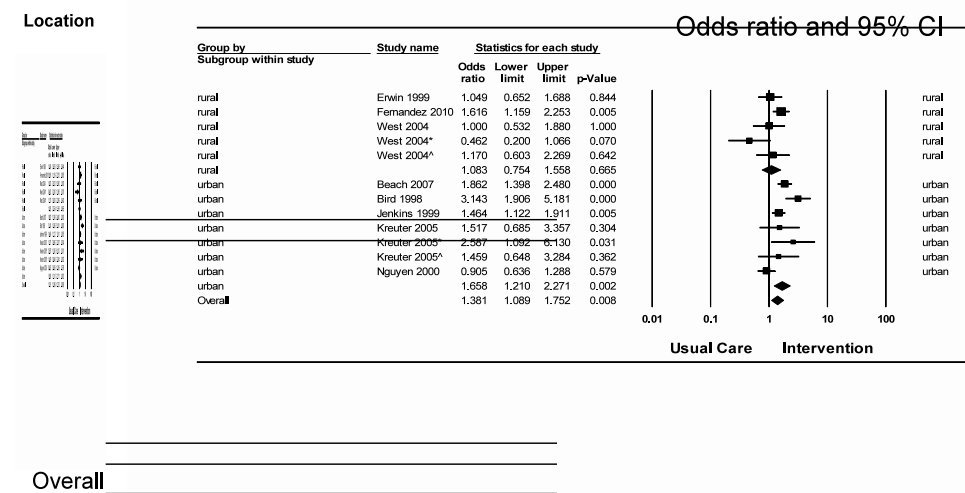 Location
Odds ratio and 95% CI
Group by
Subgroup within study
Study name
Statistics for each study
Odds ratio Lower limit Upper limit p-Value
rural Erwin 1999 1.049 0.652 1.688 0.844 rural
rural Fernandez 2010 1.616 1.159 2.253 0.005 rural
rural West 2004 1.000 0.532 1.880 1.000 rural
rural West 2004* 0.462 0.200 1.066 0.070 rural
rural West 2004^ 1.170 0.603 2.269 0.642 rural
rural 1.083 0.754 1.558 0.665
urban Beach 2007 1.862 1.398 2.480 0.000 urban
urban Bird 1998 3.143 1.906 5.181 0.000 urban
urban Jenkins 1999 1.464 1.122 1.911 0.005 urban
urban Kreuter 2005 1.517 0.685 3.357 0.304 urban
urban Kreuter 2005* 2.587 1.092 6.130 0.031 urban
urban Kreuter 2005^ 1.459 0.648 3.284 0.362 urban
urban Nguyen 2000 0.905 0.636 1.288 0.579 urban
urban 1.658 1.210 2.271 0.002
Overall 1.381 1.089 1.752 0.008
0.01 0.1 1 10 100
Usual Care Intervention
Overall